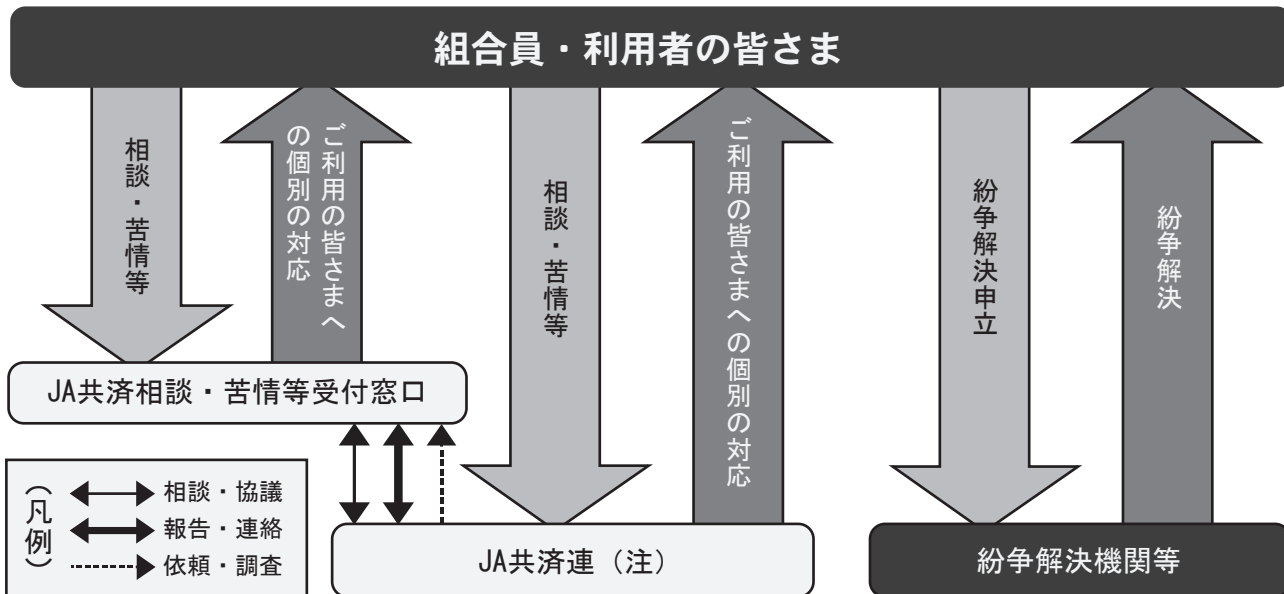 組合員・利用者の皆さま
相談・苦情等
ご利用の皆さまへ
の個別の対応
相談・苦情等
ご利用の皆さまへの個別の対応
紛争解決申立
紛争解決
JA共済相談・苦情等受付窓口
（凡例）
相談・協議
報告・連絡
依頼・調査
JA共済連（注）
紛争解決機関等